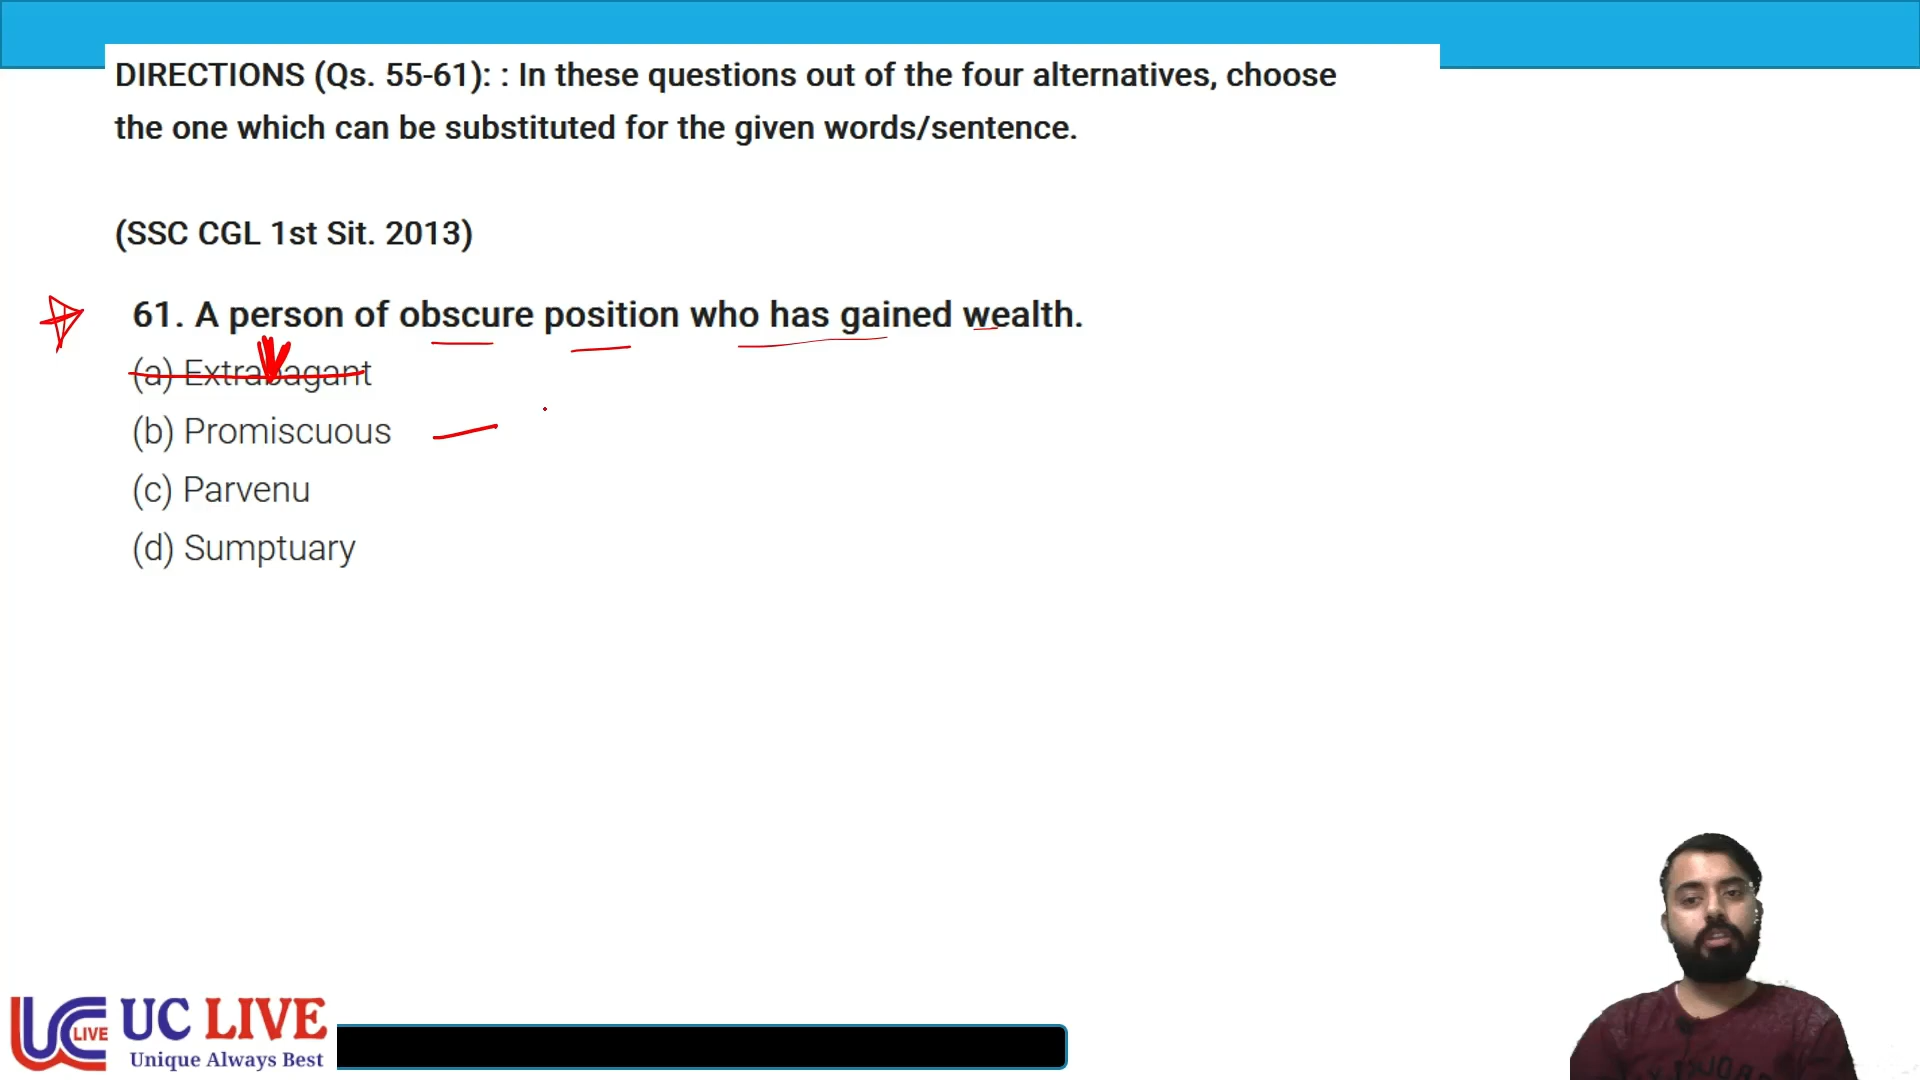 DIRECTIONS (Qs. 55-61): : In these questions out of the four alternatives, choose
the one which can be substituted for the given words/sentence.
(SSC CGL 1st Sit. 2013)
61. A person of obscure position who has gained wealth.
(a) Extrabagant
(b) Promiscuous
(c) Parvenu
(d) Sumptuary
LIVE
UC LIVE
Unique Always Best